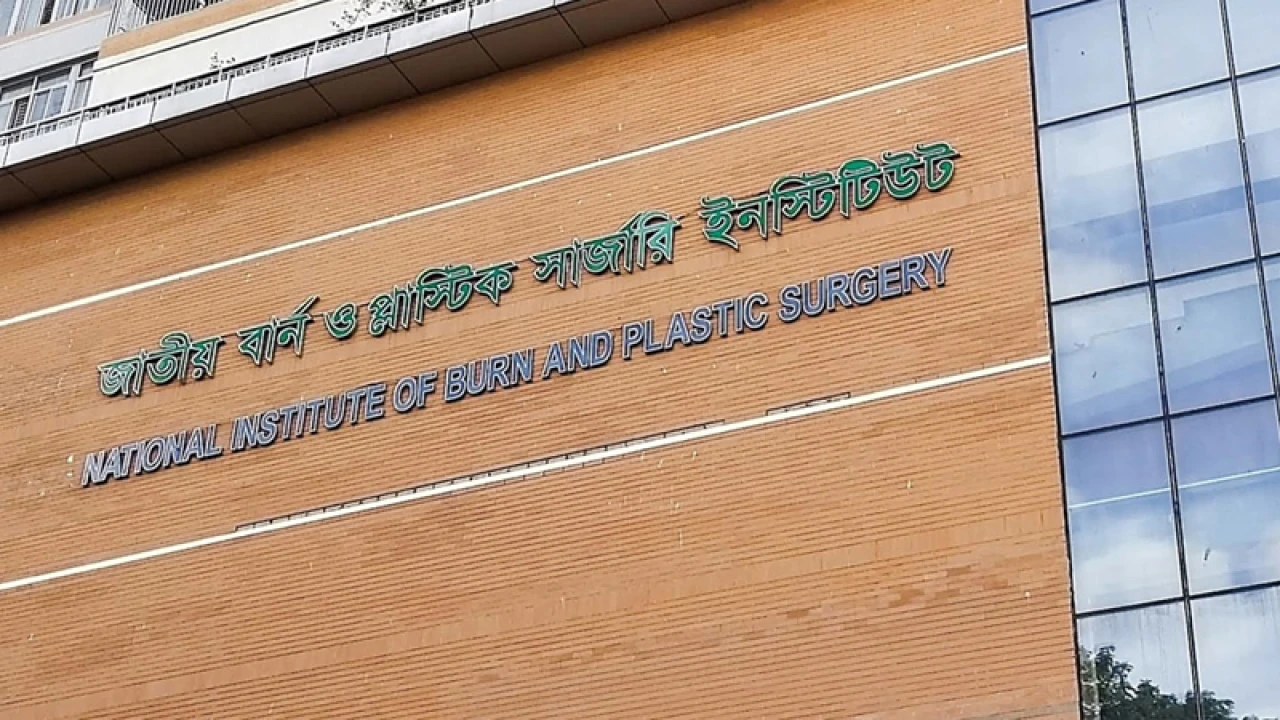 জাতীয় বার্ন ও প্লাস্টিক সার্জারি ইনস্টিটিউট
NATIONAL INSTITUTE OF BURN AND PLASTIC SURGERY